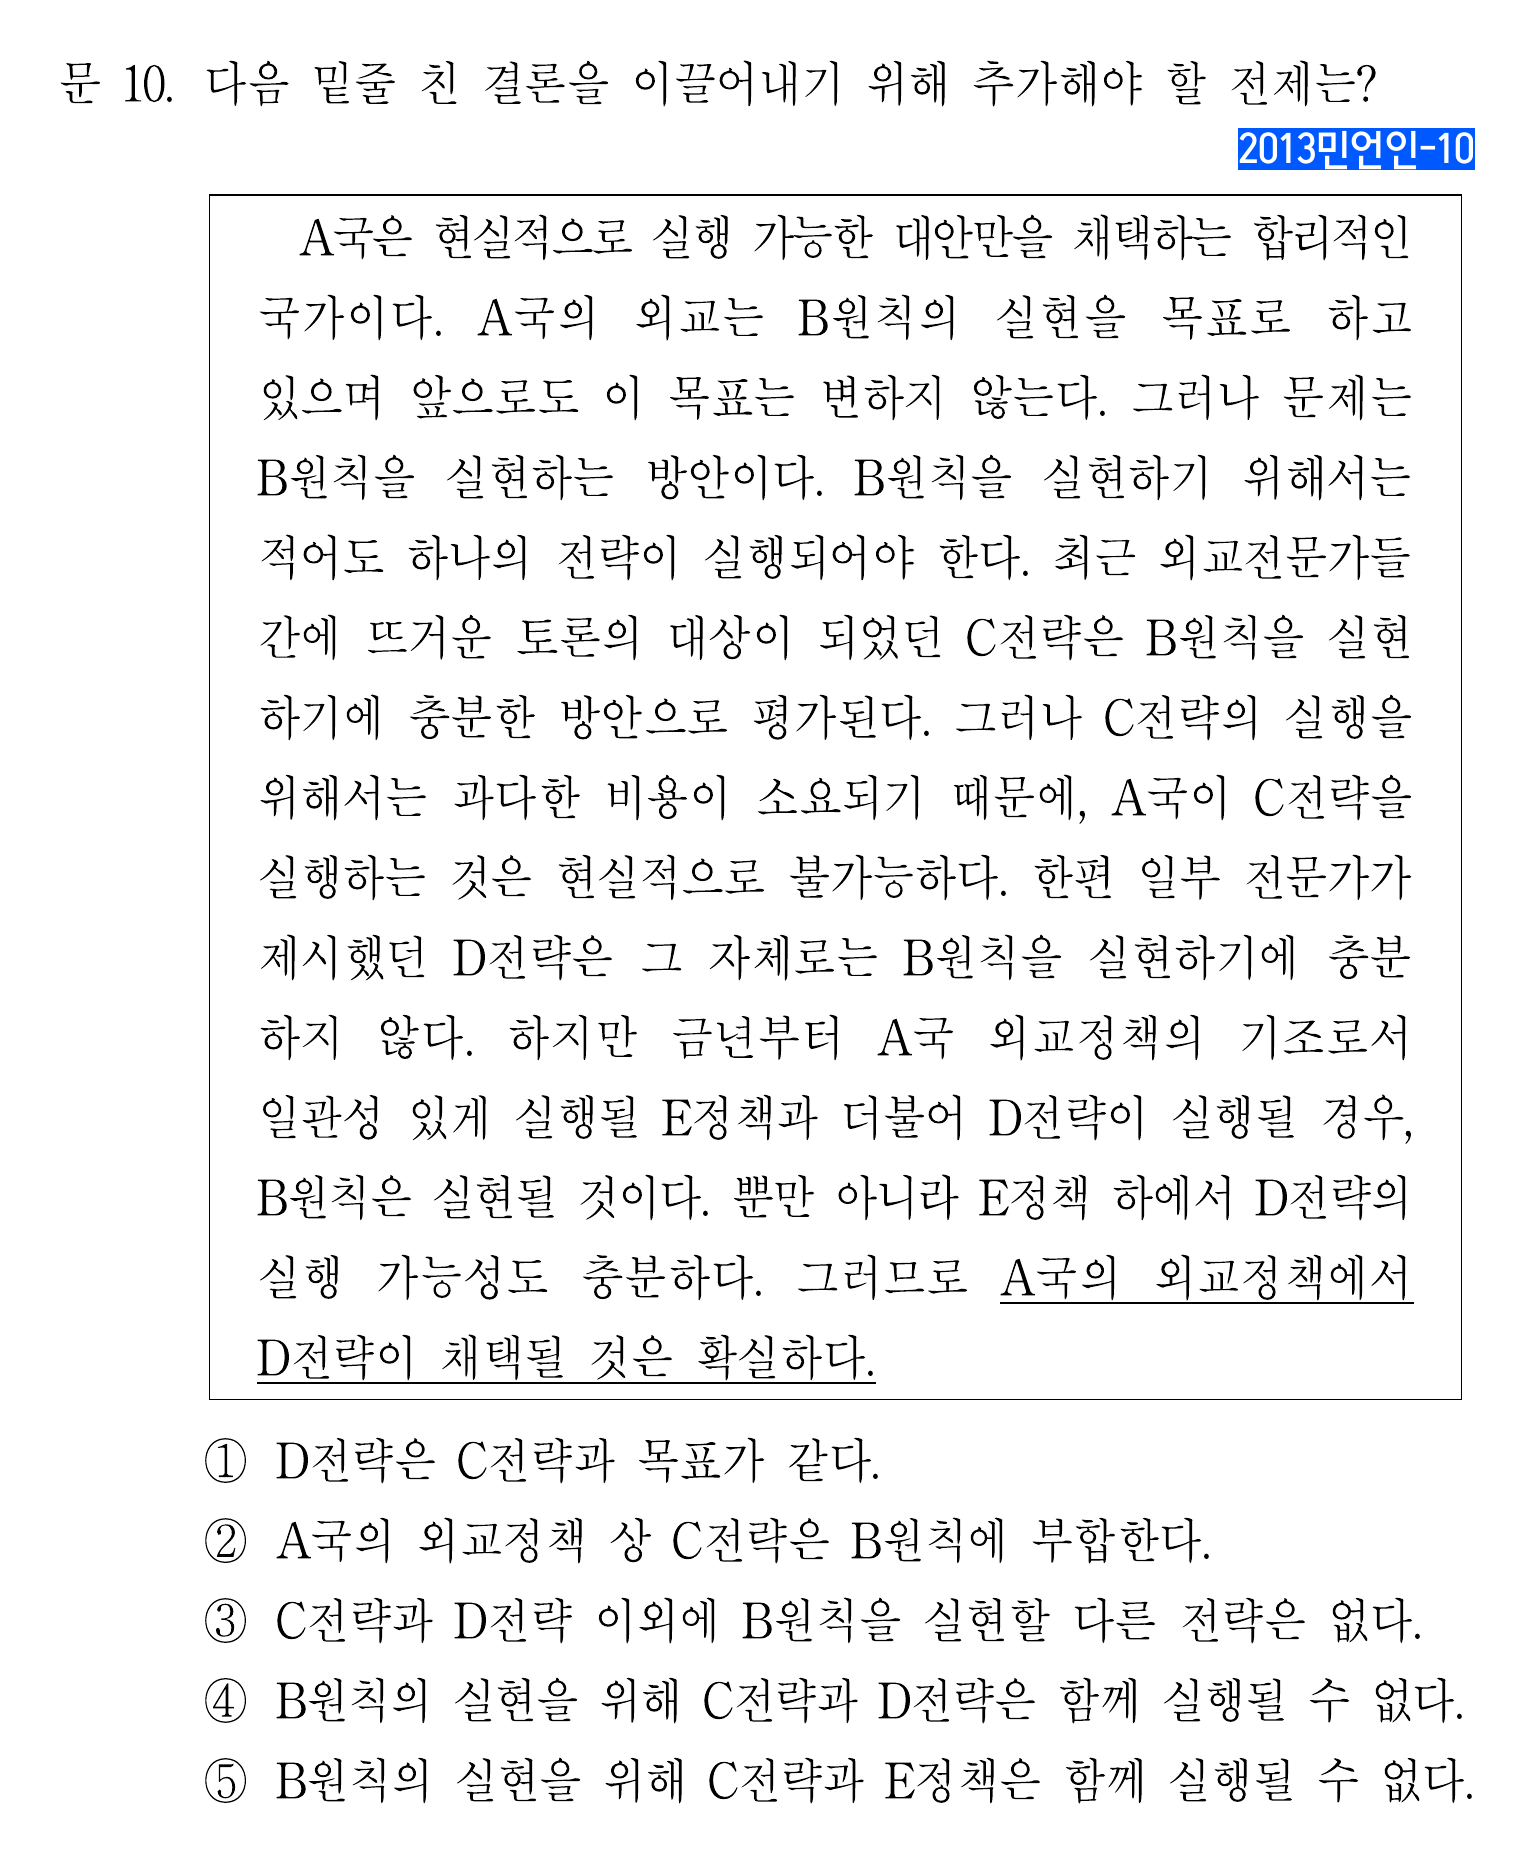 문 10. 다음 밑줄 친 결론을 이끌어내기 위해 추가해야 할 전제는?
2013민언인-10
A국은 현실적으로 실행 가능한 대안만을 채택하는 합리적인
국가이다. A국의 외교는 B원칙의 실현을 목표로 하고
있으며 앞으로도 이 목표는 변하지 않는다. 그러나 문제는
B원칙을 실현하는 방안이다. B원칙을 실현하기 위해서는
적어도 하나의 전략이 실행되어야 한다. 최근 외교전문가들
간에 뜨거운 토론의 대상이 되었던 C전략은 B원칙을 실현
하기에 충분한 방안으로 평가된다. 그러나 C전략의 실행을
위해서는 과다한 비용이 소요되기 때문에, A국이 C전략을
실행하는 것은 현실적으로 불가능하다. 한편 일부 전문가가
제시했던 D전략은 그 자체로는 B원칙을 실현하기에 충분
하지 않다. 하지만 금년부터 A국 외교정책의 기조로서
일관성 있게 실행될 E정책과 더불어 D전략이 실행될 경우,
B원칙은 실현될 것이다. 뿐만 아니라 E정책 하에서 D전략의
실행 가능성도 충분하다. 그러므로 A국의 외교정책에서
D전략이 채택될 것은 확실하다.
① D전략은 C전략과 목표가 같다.
② A국의 외교정책 상 C전략은 B원칙에 부합한다.
③ C전략과 D전략 이외에 B원칙을 실현할 다른 전략은 없다.
④ B원칙의 실현을 위해 C전략과 D전략은 함께 실행될 수 없다.
⑤ B원칙의 실현을 위해 C전략과 E정책은 함께 실행될 수 없다.